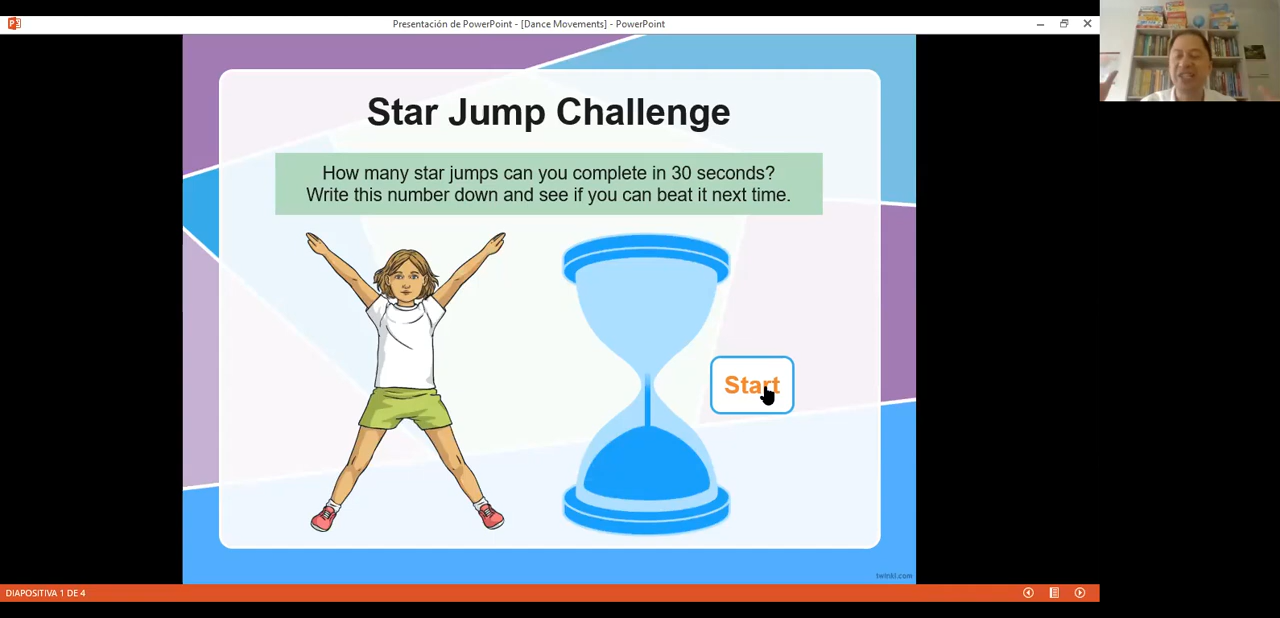 Presentación de PowerPoint - [Dance Movements] - PowerPoint
Star Jump Challenge
How many star jumps can you complete in 30 seconds?
Write this number down and see if you can beat it next time.
Start
twinkl.com
DIAPOSITIVA 1 DE 4